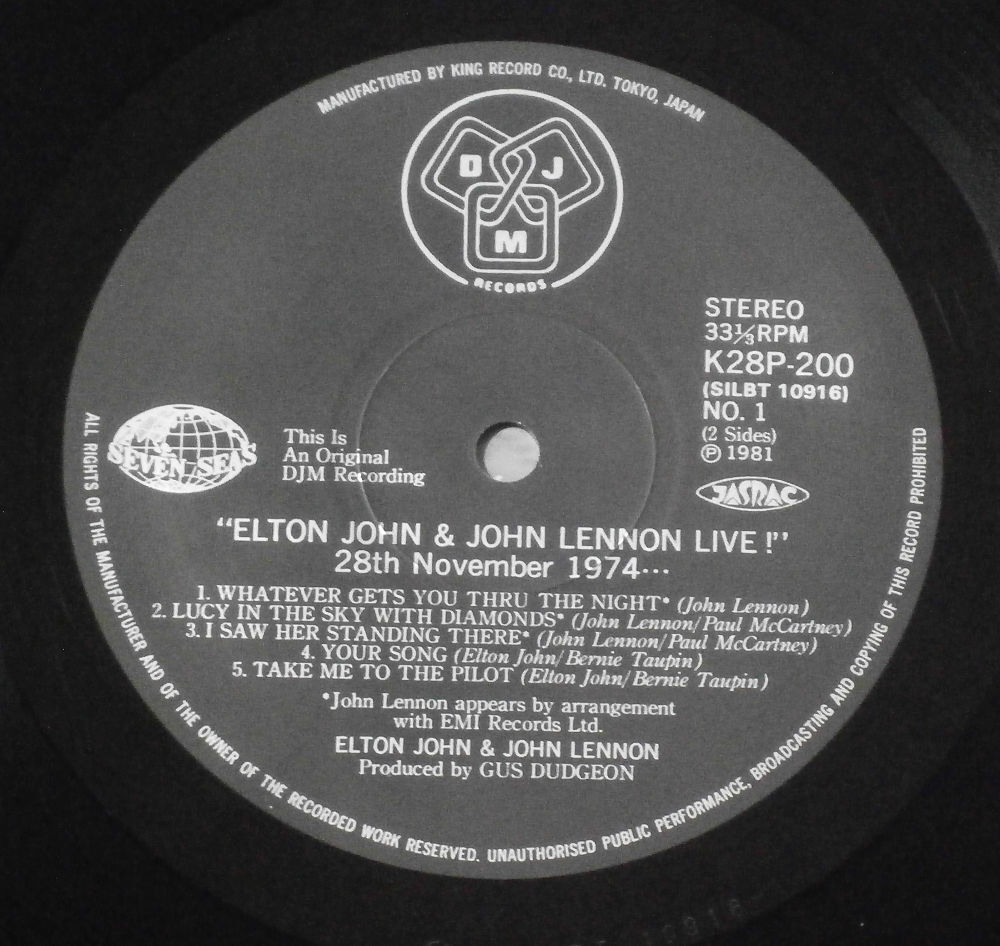 MANUFACTURED BY KING RECORD CO., LTD. TOKYO, JAPAN
D J
M
RECORDS
STEREO
33⅓RPM
K28P-200
(SILBT 10916)
NO. 1
(2 Sides)
Ⓟ 1981
JASRAC
SEVEN SEAS
This Is
An Original
DJM Recording
"ELTON JOHN & JOHN LENNON LIVE!"
28th November 1974...
1. WHATEVER GETS YOU THRU THE NIGHT* (John Lennon)
2. LUCY IN THE SKY WITH DIAMONDS* (John Lennon/Paul McCartney)
3. I SAW HER STANDING THERE* (John Lennon/Paul McCartney)
4. YOUR SONG (Elton John/Bernie Taupin)
5. TAKE ME TO THE PILOT (Elton John/Bernie Taupin)
*John Lennon appears by arrangement
with EMI Records Ltd.
ELTON JOHN & JOHN LENNON
Produced by GUS DUDGEON
ALL RIGHTS OF THE MANUFACTURER AND OF THE OWNER OF THE RECORDED WORK RESERVED. UNAUTHORISED PUBLIC PERFORMANCE, BROADCASTING AND COPYING OF THIS RECORD PROHIBITED